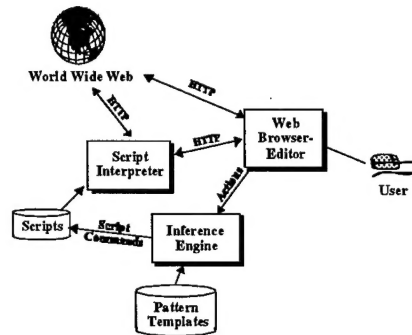 World Wide Web
HTTP
HTTP
Web
Browser-
Editor
HTTP
Script
Interpreter
User
Actions
Scripts
Script
Commands
Inference
Engine
Pattern
Templates